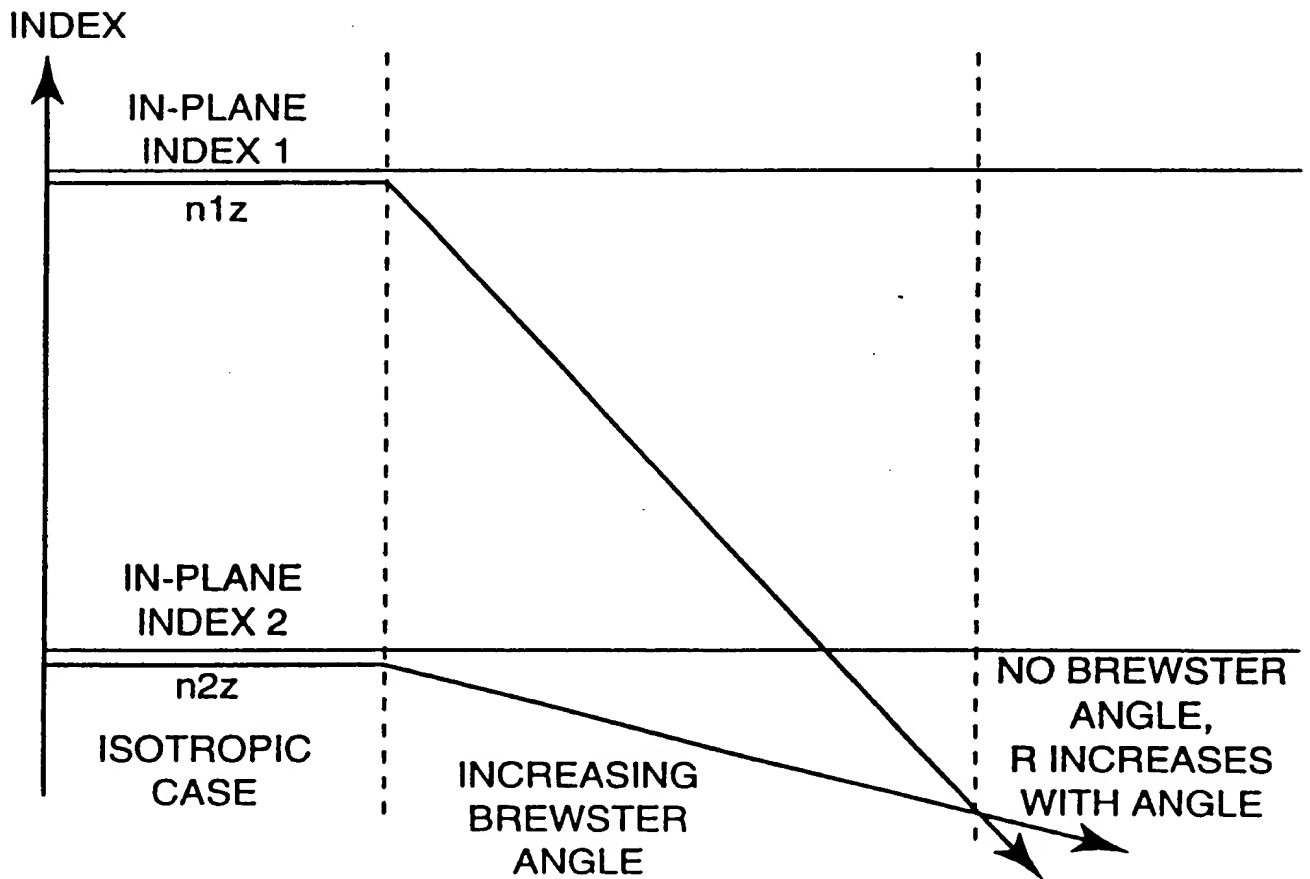 INDEX
IN-PLANE
INDEX 1
n1z
IN-PLANE
INDEX 2
n2z
ISOTROPIC
CASE
INCREASING
BREWSTER
ANGLE
NO BREWSTER
ANGLE,
R INCREASES
WITH ANGLE